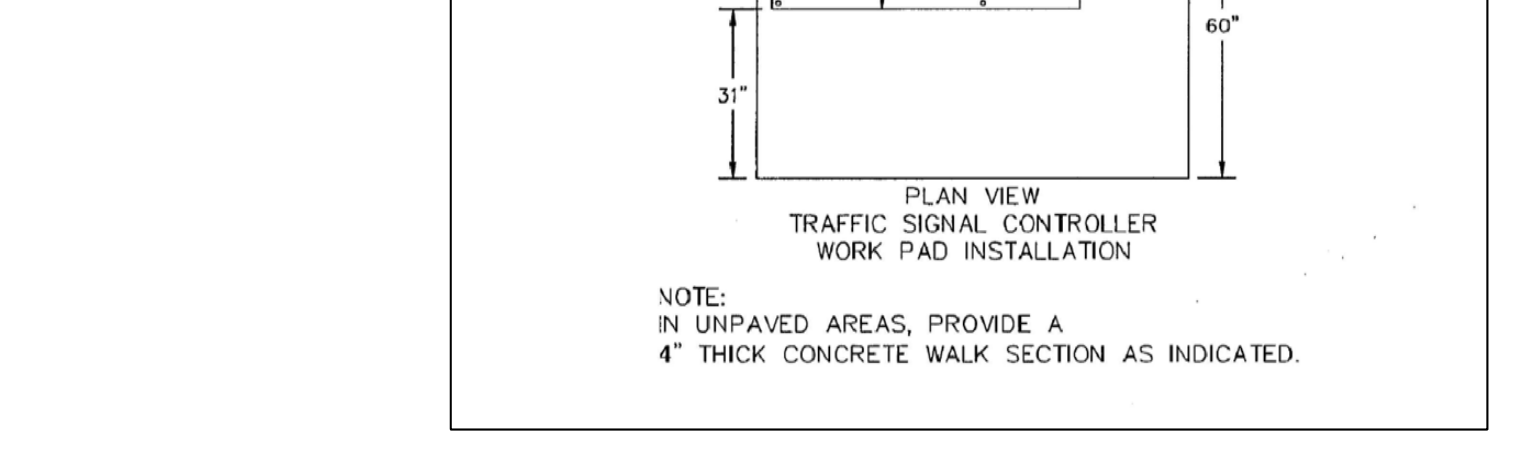 60"
31"
PLAN VIEW
TRAFFIC SIGNAL CONTROLLER
WORK PAD INSTALLATION
NOTE:
IN UNPAVED AREAS, PROVIDE A
4" THICK CONCRETE WALK SECTION AS INDICATED.